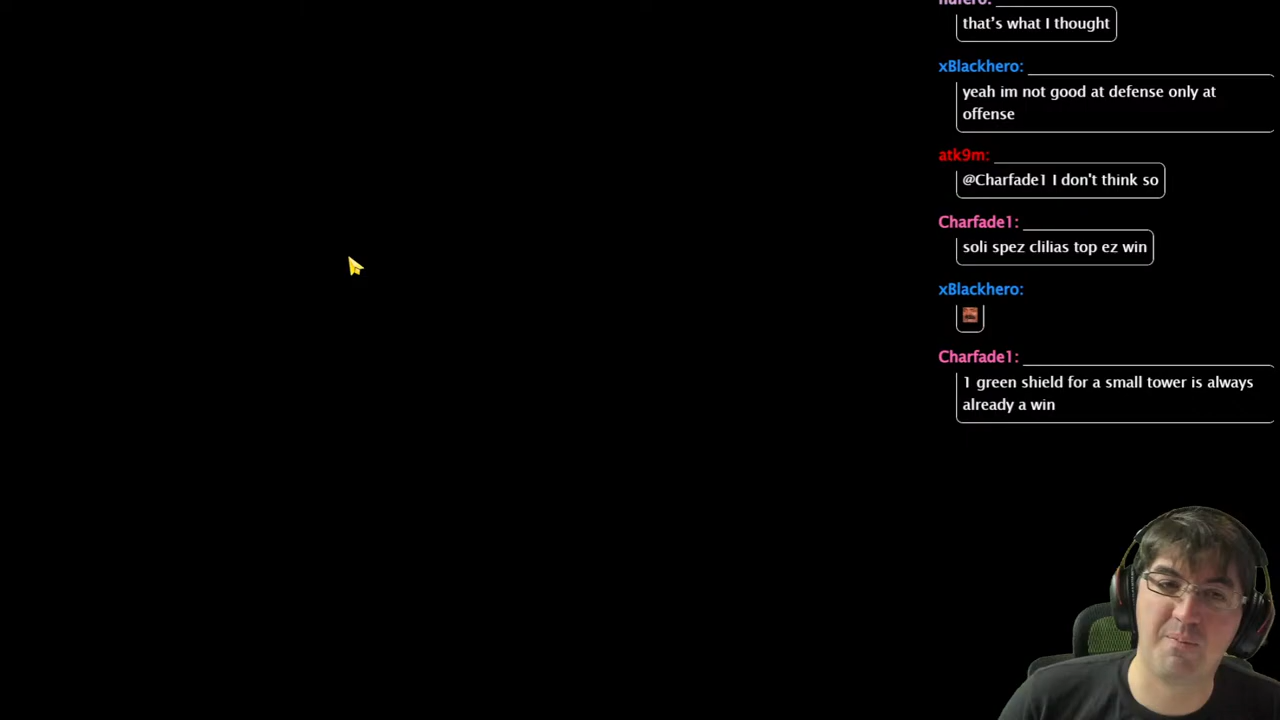 that's what I thought
xBlackhero:
yeah im not good at defense only at
offense
atk9m:
@Charfade1 I don't think so
Charfade1:
soli spez clilias top ez win
xBlackhero:
Charfade1:
1 green shield for a small tower is always
already a win